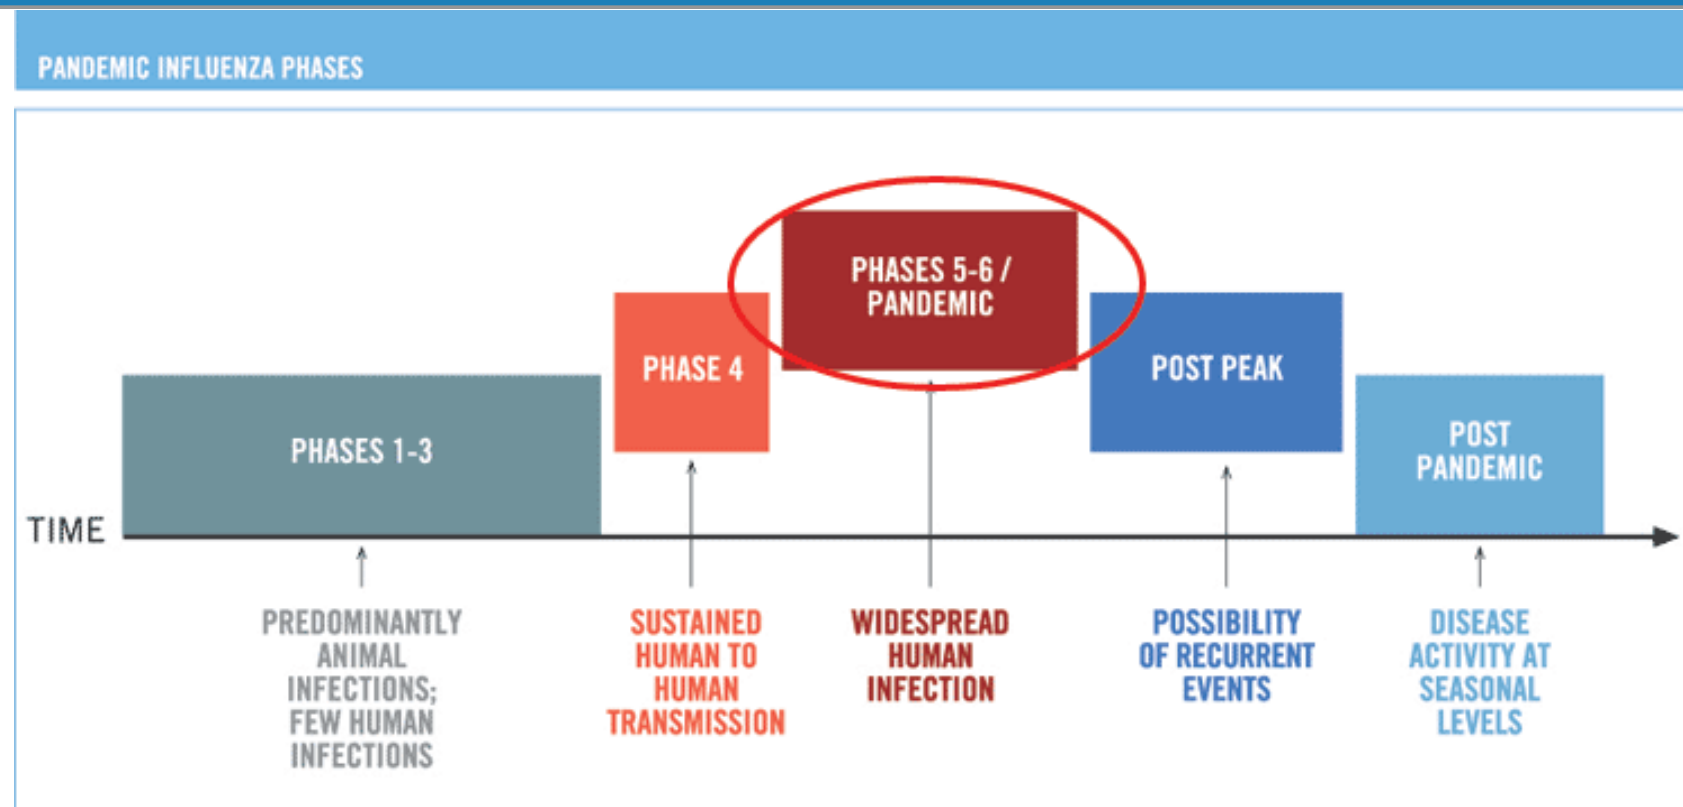 PANDEMIC INFLUENZA PHASES
PHASES 5-6 /
PANDEMIC
PHASE 4
POST PEAK
PHASES 1-3
POST
PANDEMIC
TIME
PREDOMINANTLY
ANIMAL
INFECTIONS;
FEW HUMAN
INFECTIONS
SUSTAINED
HUMAN TO
HUMAN
TRANSMISSION
WIDESPREAD
HUMAN
INFECTION
POSSIBILITY
OF RECURRENT
EVENTS
DISEASE
ACTIVITY AT
SEASONAL
LEVELS